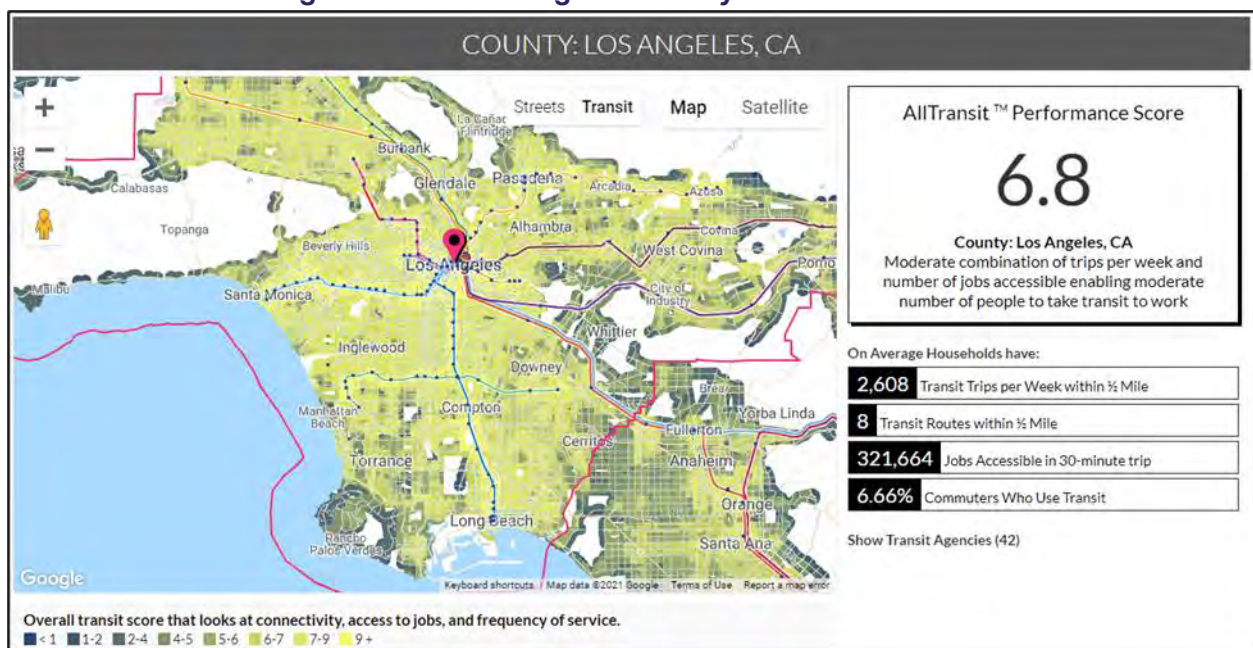 COUNTY: LOS ANGELES, CA
+
−
Streets Transit Map Satellite
La Cañar
Flintridge
Burbank
Calabasas
Glendale
Pasadena
Arcadia
Azusa
Topanga
Beverly Hills
Alhambra
Covina
West Covina
Los Angeles
Pomo
Malibu
Santa Monica
City of
Industry
Whittier
Inglewood
Downey
Brea
Manhattan
Beach
Compton
Yorba Linda
Fullerton
Cerritos
Torrance
Anaheim
Orange
Long Beach
Rancho
Palos Verdes
Santa Ana
Google
Keyboard shortcuts Map data ©2021 Google Terms of Use Report a map error
Overall transit score that looks at connectivity, access to jobs, and frequency of service.
< 1 1-2 2-4 4-5 5-6 6-7 7-9 9 +
AllTransit ™ Performance Score
6.8
County: Los Angeles, CA
Moderate combination of trips per week and
number of jobs accessible enabling moderate
number of people to take transit to work
On Average Households have:
2,608 Transit Trips per Week within ½ Mile
8 Transit Routes within ½ Mile
321,664 Jobs Accessible in 30-minute trip
6.66% Commuters Who Use Transit
Show Transit Agencies (42)